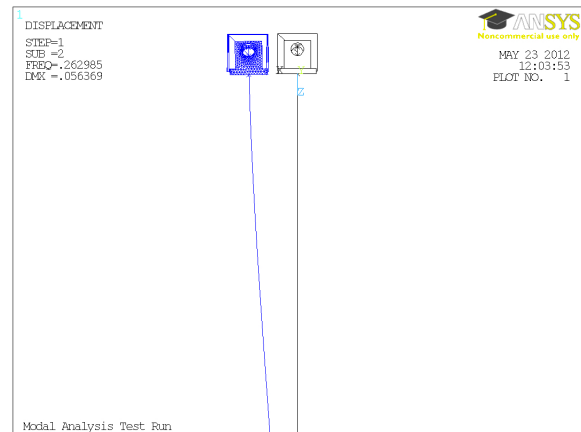 1
DISPLACEMENT
STEP=1
SUB =2
FREQ=.262985
DMX =.056369
ANSYS
Noncommercial use only
MAY 23 2012
12:03:53
PLOT NO. 1
X
Y
Z
Modal Analysis Test Run